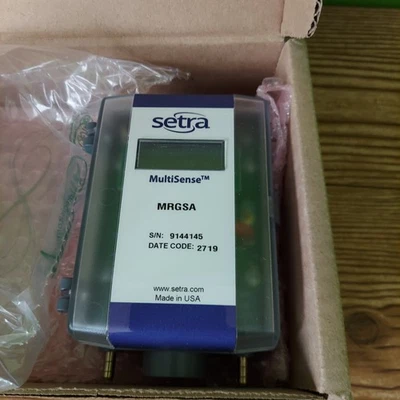 setra
MultiSense™
MRGSA
S/N: 9144145
DATE CODE: 2719
www.setra.com
Made in USA